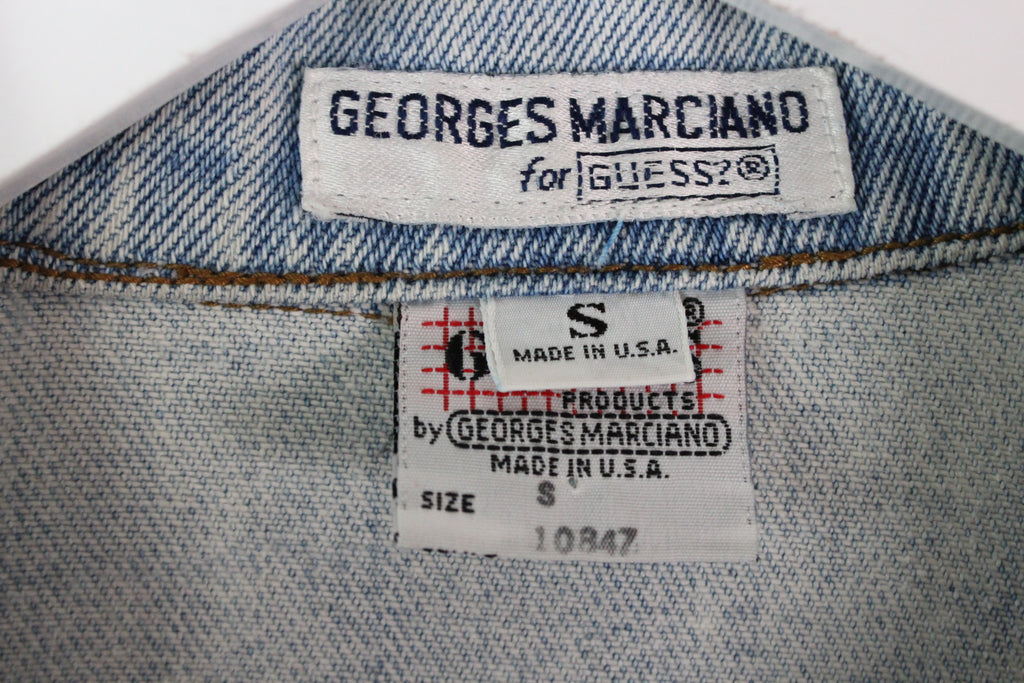 GEORGES MARCIANO
for GUESS?®
S
MADE IN U.S.A.
G ®
PRODUCTS
by GEORGES MARCIANO
MADE IN U.S.A.
SIZE S
10847